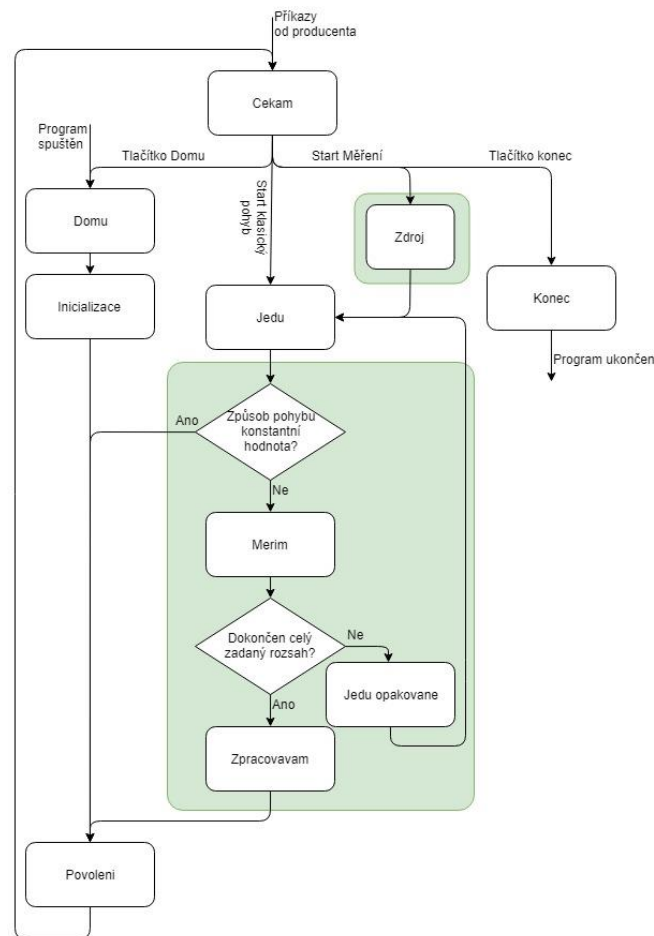 Příkazy
od producenta
Cekam
Program
spuštěn
Tlačítko Domu
Start Měření
Tlačítko konec
Start klasický
pohyb
Domu
Zdroj
Inicializace
Jedu
Konec
Program ukončen
Ano
Způsob pohybu
konstantní
hodnota?
Ne
Merim
Dokončen celý
zadaný rozsah?
Ne
Jedu opakovane
Ano
Zpracovavam
Povoleni